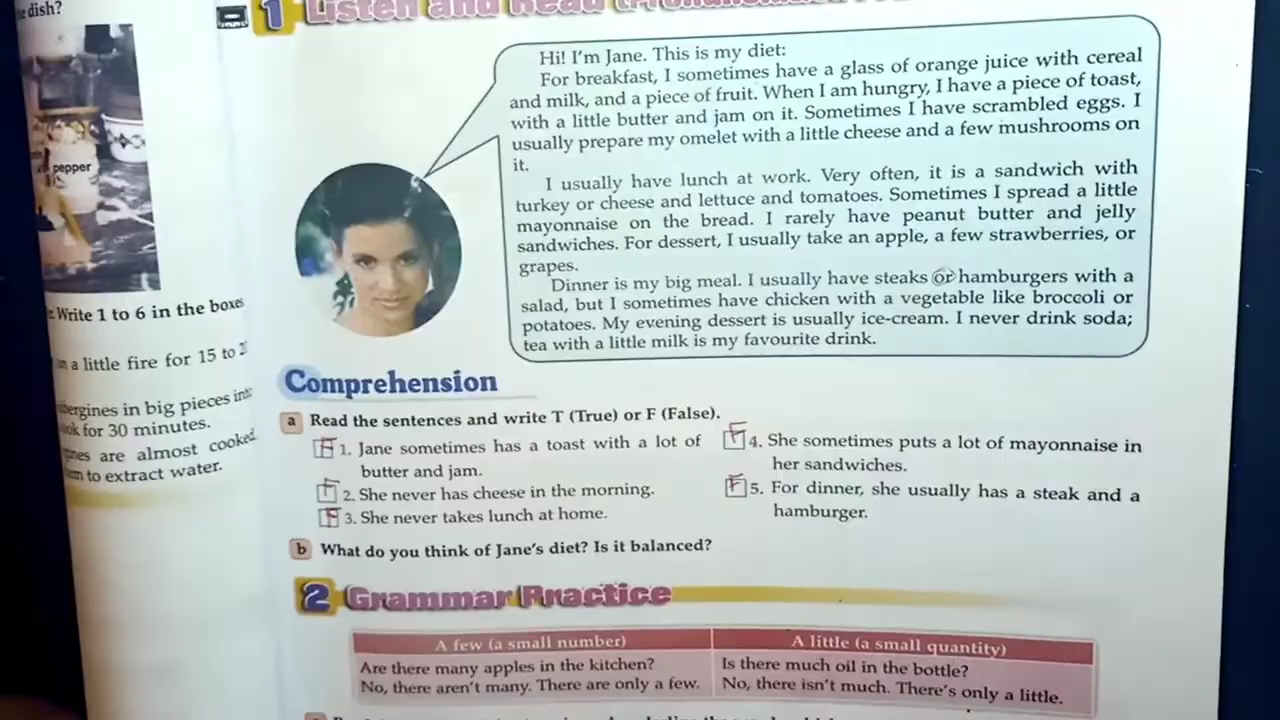 dish?
1 Listen and Read
pepper
Write 1 to 6 in the boxes
a little fire for 15 to
in big pieces into
for 30 minutes.
are almost cooked
to extract water.
Hi! I'm Jane. This is my diet:
For breakfast, I sometimes have a glass of orange juice with cereal
and milk, and a piece of fruit. When I am hungry, I have a piece of toast,
with a little butter and jam on it. Sometimes I have scrambled eggs. I
usually prepare my omelet with a little cheese and a few mushrooms on
it.
I usually have lunch at work. Very often, it is a sandwich with
turkey or cheese and lettuce and tomatoes. Sometimes I spread a little
mayonnaise on the bread. I rarely have peanut butter and jelly
sandwiches. For dessert, I usually take an apple, a few strawberries, or
grapes.
Dinner is my big meal. I usually have steaks or hamburgers with a
salad, but I sometimes have chicken with a vegetable like broccoli or
potatoes. My evening dessert is usually ice-cream. I never drink soda;
tea with a little milk is my favourite drink.
Comprehension
a Read the sentences and write T (True) or F (False).
F 1. Jane sometimes has a toast with a lot of
butter and jam.
2. She never has cheese in the morning.
F 3. She never takes lunch at home.
F 4. She sometimes puts a lot of mayonnaise in
her sandwiches.
F 5. For dinner, she usually has a steak and a
hamburger.
b What do you think of Jane's diet? Is it balanced?
2 Grammar Practice
A few (a small number) A little (a small quantity)
Are there many apples in the kitchen? Is there much oil in the bottle?
No, there aren't many. There are only a few. No, there isn't much. There's only a little.